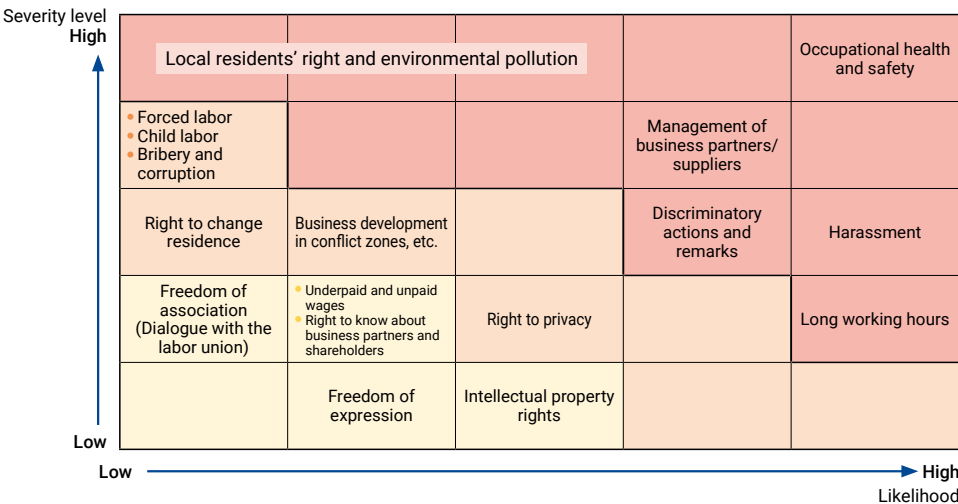 Severity level
High
Local residents’ right and environmental pollution
Occupational health
and safety
• Forced labor
• Child labor
• Bribery and
corruption
Management of
business partners/
suppliers
Right to change
residence
Business development
in conflict zones, etc.
Discriminatory
actions and
remarks
Harassment
Freedom of
association
(Dialogue with the
labor union)
• Underpaid and unpaid
wages
• Right to know about
business partners and
shareholders
Right to privacy
Long working hours
Freedom of
expression
Intellectual property
rights
Low
Low
High
Likelihood